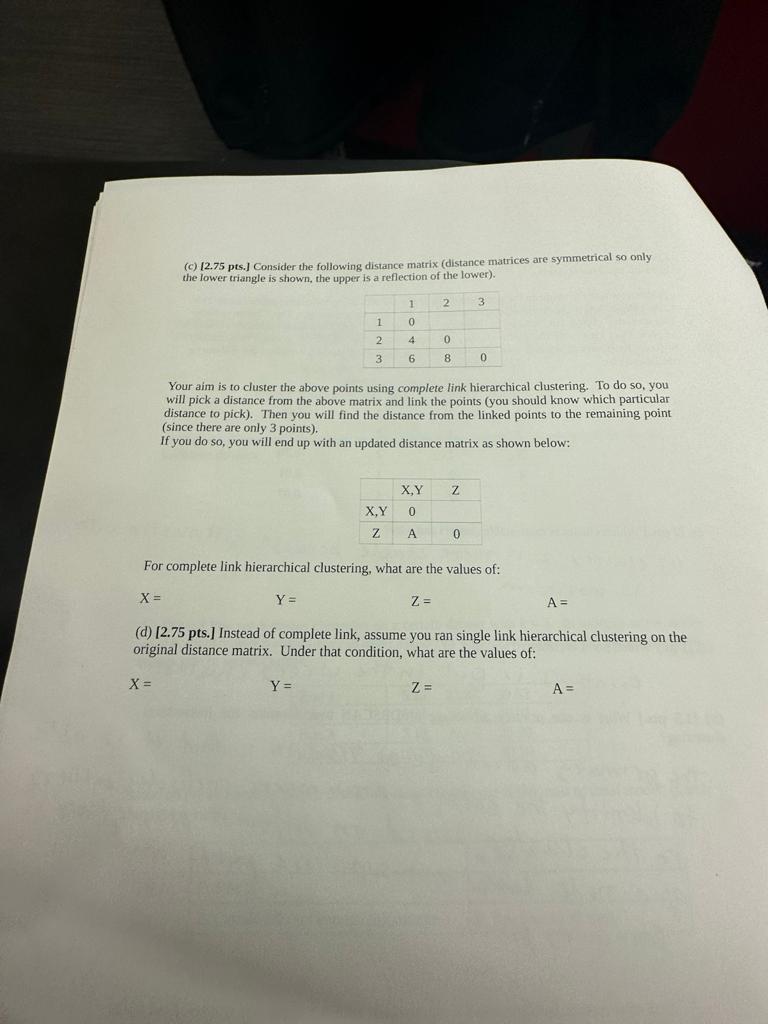 (c) [2.75 pts.] Consider the following distance matrix (distance matrices are symmetrical so only
the lower triangle is shown, the upper is a reflection of the lower).
1 2 3
1 0
2 4 0
3 6 8 0
Your aim is to cluster the above points using complete link hierarchical clustering. To do so, you
will pick a distance from the above matrix and link the points (you should know which particular
distance to pick). Then you will find the distance from the linked points to the remaining point
(since there are only 3 points).
If you do so, you will end up with an updated distance matrix as shown below:
X,Y Z
X,Y 0
Z A 0
For complete link hierarchical clustering, what are the values of:
X = Y = Z = A =
(d) [2.75 pts.] Instead of complete link, assume you ran single link hierarchical clustering on the
original distance matrix. Under that condition, what are the values of:
X = Y = Z = A =